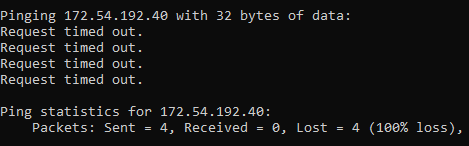 Pinging 172.54.192.40 with 32 bytes of data:
Request timed out.
Request timed out.
Request timed out.
Request timed out.

Ping statistics for 172.54.192.40:
    Packets: Sent = 4, Received = 0, Lost = 4 (100% loss),